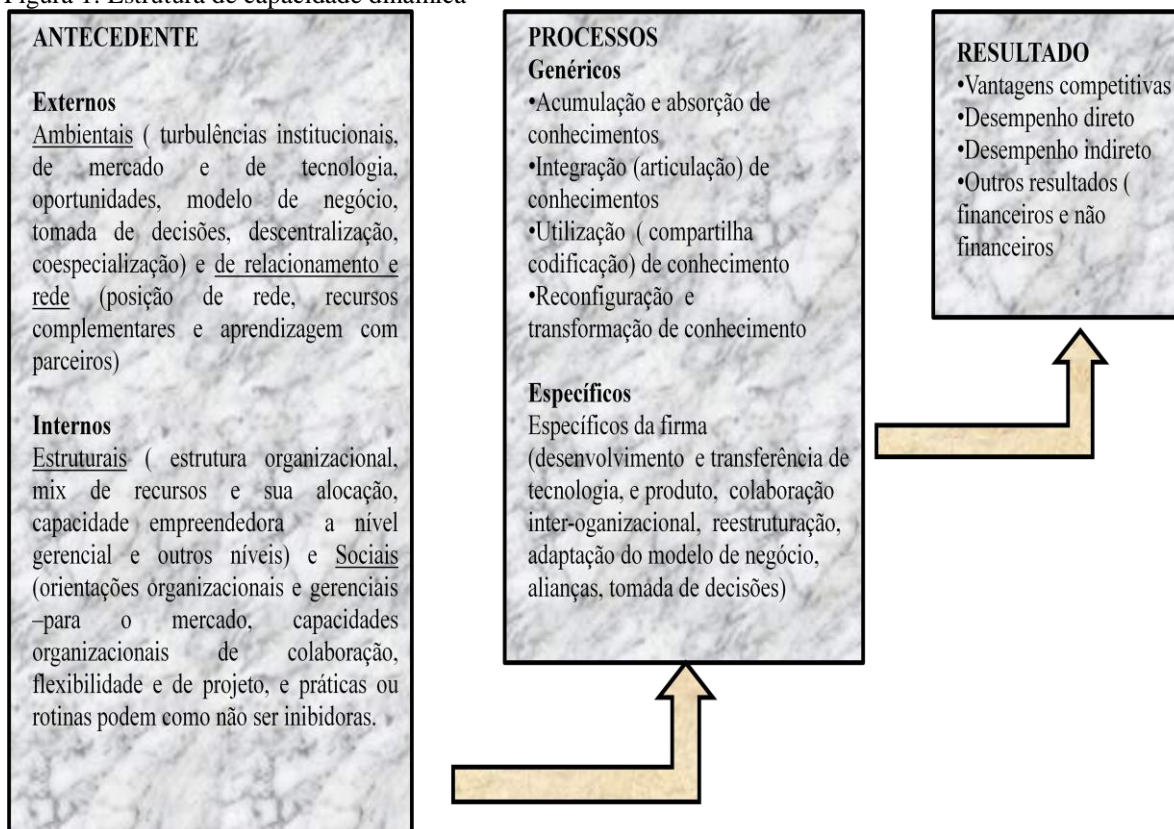 Figura 1: Estrutura de capacidade dinâmica
ANTECEDENTE
Externos
Ambientais ( turbulências institucionais,
de mercado e de tecnologia,
oportunidades, modelo de negócio,
tomada de decisões, descentralização,
coespecialização) e de relacionamento e
rede (posição de rede, recursos
complementares e aprendizagem com
parceiros)
Internos
Estruturais ( estrutura organizacional,
mix de recursos e sua alocação,
capacidade empreendedora a nível
gerencial e outros níveis) e Sociais
(orientações organizacionais e gerenciais
–para o mercado, capacidades
organizacionais de colaboração,
flexibilidade e de projeto, e práticas ou
rotinas podem como não ser inibidoras.
PROCESSOS
Genéricos
•Acumulação e absorção de
conhecimentos
•Integração (articulação) de
conhecimentos
•Utilização ( compartilha
codificação) de conhecimento
•Reconfiguração e
transformação de conhecimento
Específicos
Específicos da firma
(desenvolvimento e transferência de
tecnologia, e produto, colaboração
inter-oganizacional, reestruturação,
adaptação do modelo de negócio,
alianças, tomada de decisões)
RESULTADO
•Vantagens competitivas
•Desempenho direto
•Desempenho indireto
•Outros resultados (
financeiros e não
financeiros